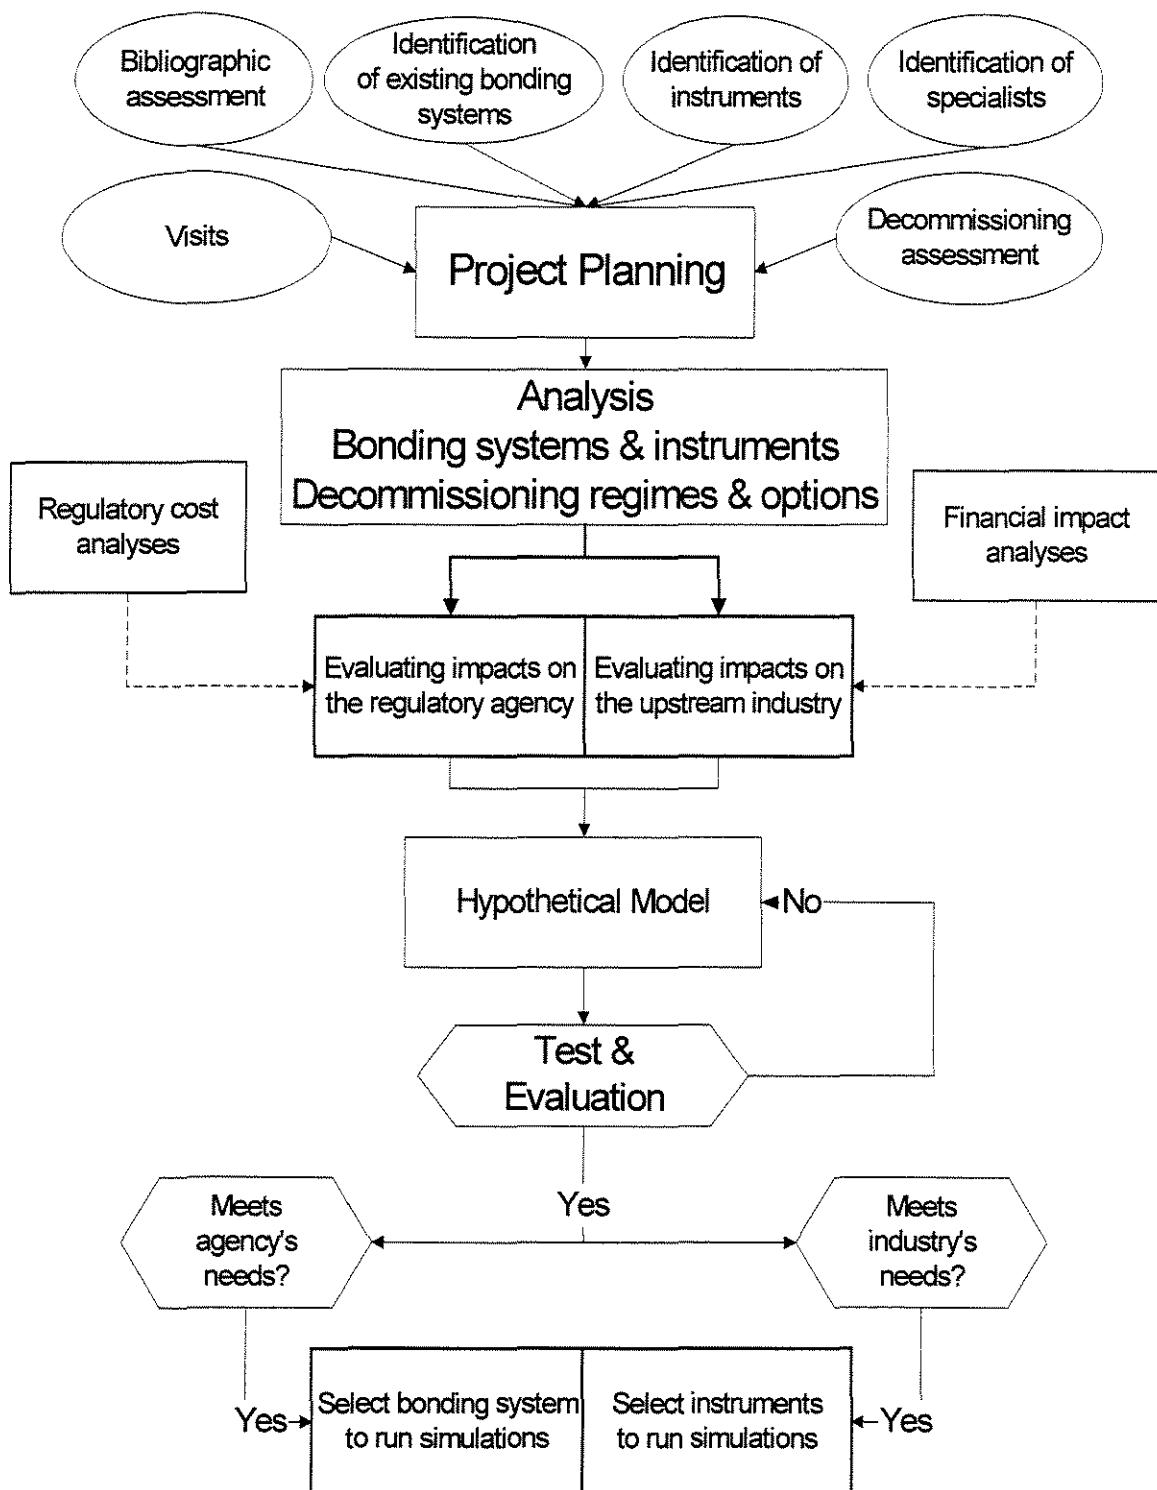 Bibliographic
assessment
Identification
of existing bonding
systems
Identification of
instruments
Identification of
specialists
Visits
Project Planning
Decommissioning
assessment
Analysis
Bonding systems & instruments
Decommissioning regimes & options
Regulatory cost
analyses
Financial impact
analyses
Evaluating impacts on
the regulatory agency
Evaluating impacts on
the upstream industry
Hypothetical Model
No
Test &
Evaluation
Yes
Meets
agency's
needs?
Meets
industry's
needs?
Yes
Select bonding system
to run simulations
Select instruments
to run simulations
Yes